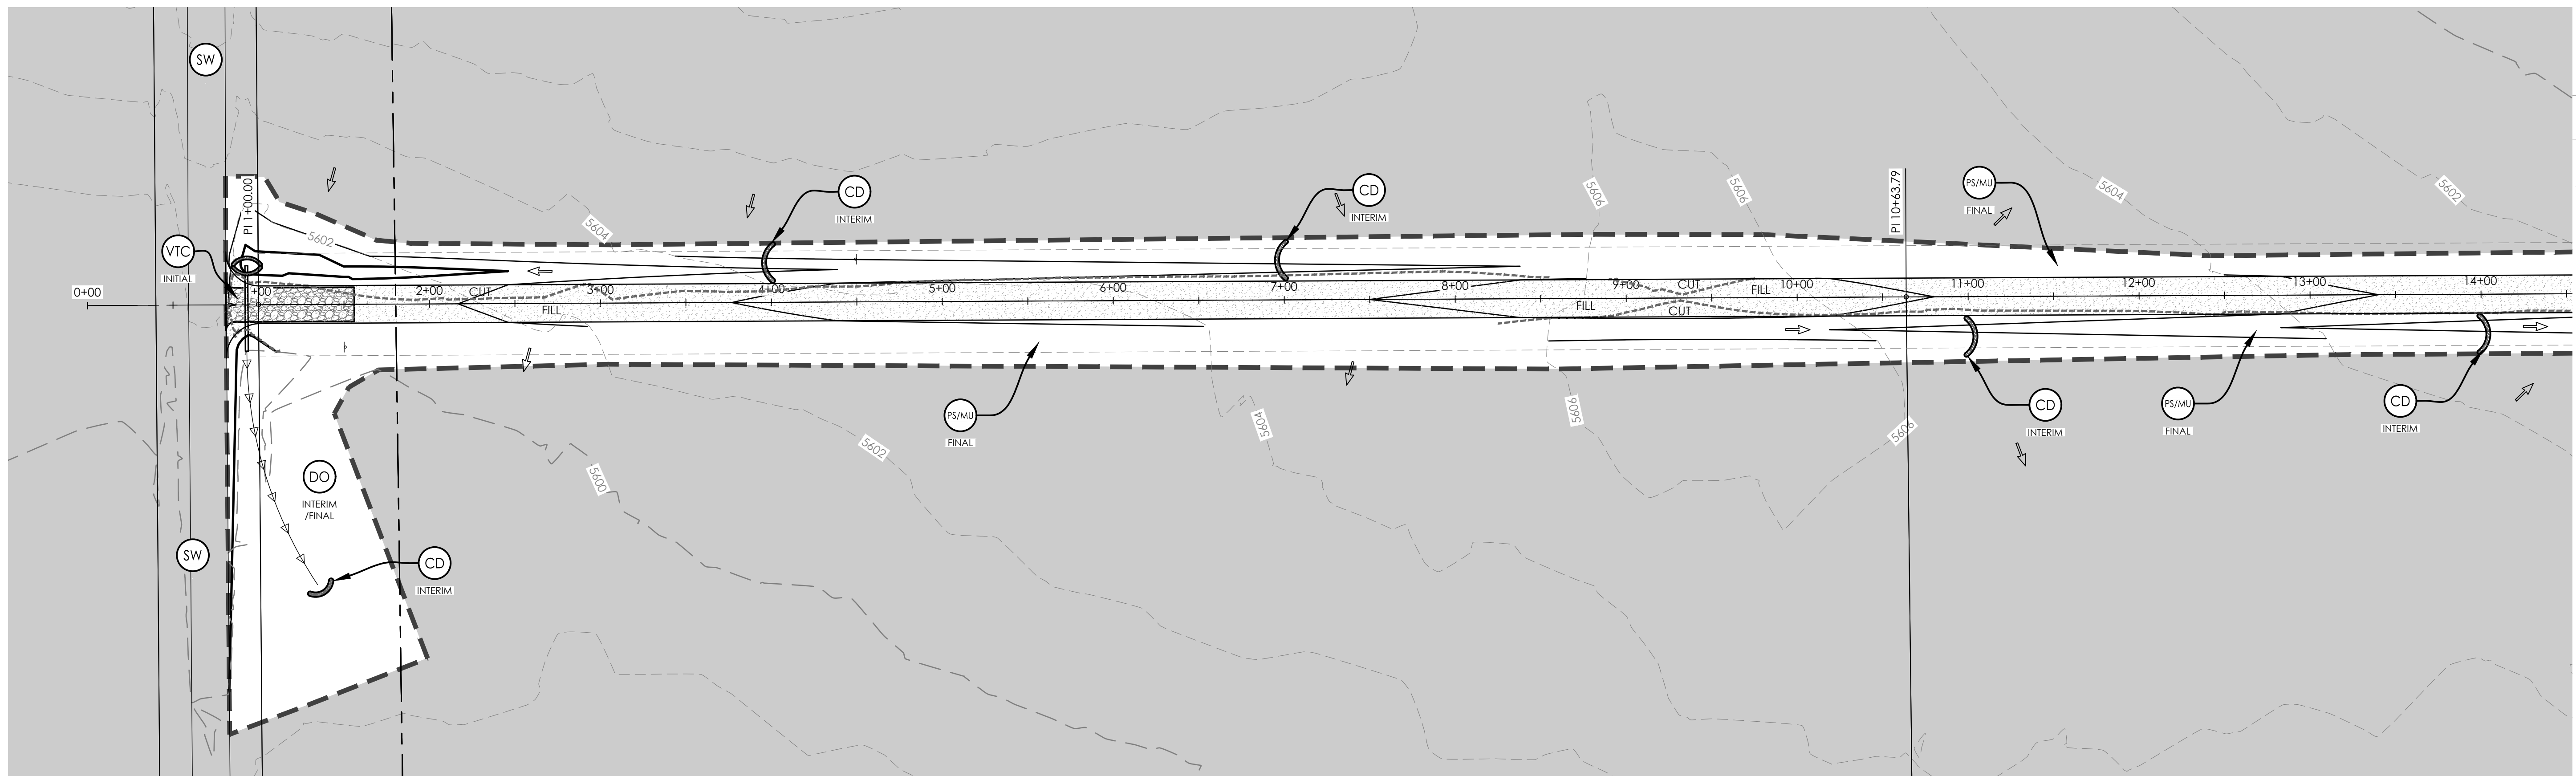 SW
PI 1+00.00
5602
VTC
INITIAL
0+00
+00
2+00
CUT
FILL
3+00
5604
4+00
CD
INTERIM
5+00
6+00
7+00
CD
INTERIM
8+00
5606
9+00
FILL
CUT
CUT
5606
FILL
10+00
PI 10+63.79
PS/MU
FINAL
11+00
5604
12+00
13+00
5602
14+00
PS/MU
FINAL
5602
5604
5606
5606
CD
INTERIM
PS/MU
FINAL
CD
INTERIM
DO
INTERIM
/FINAL
5600
SW
CD
INTERIM